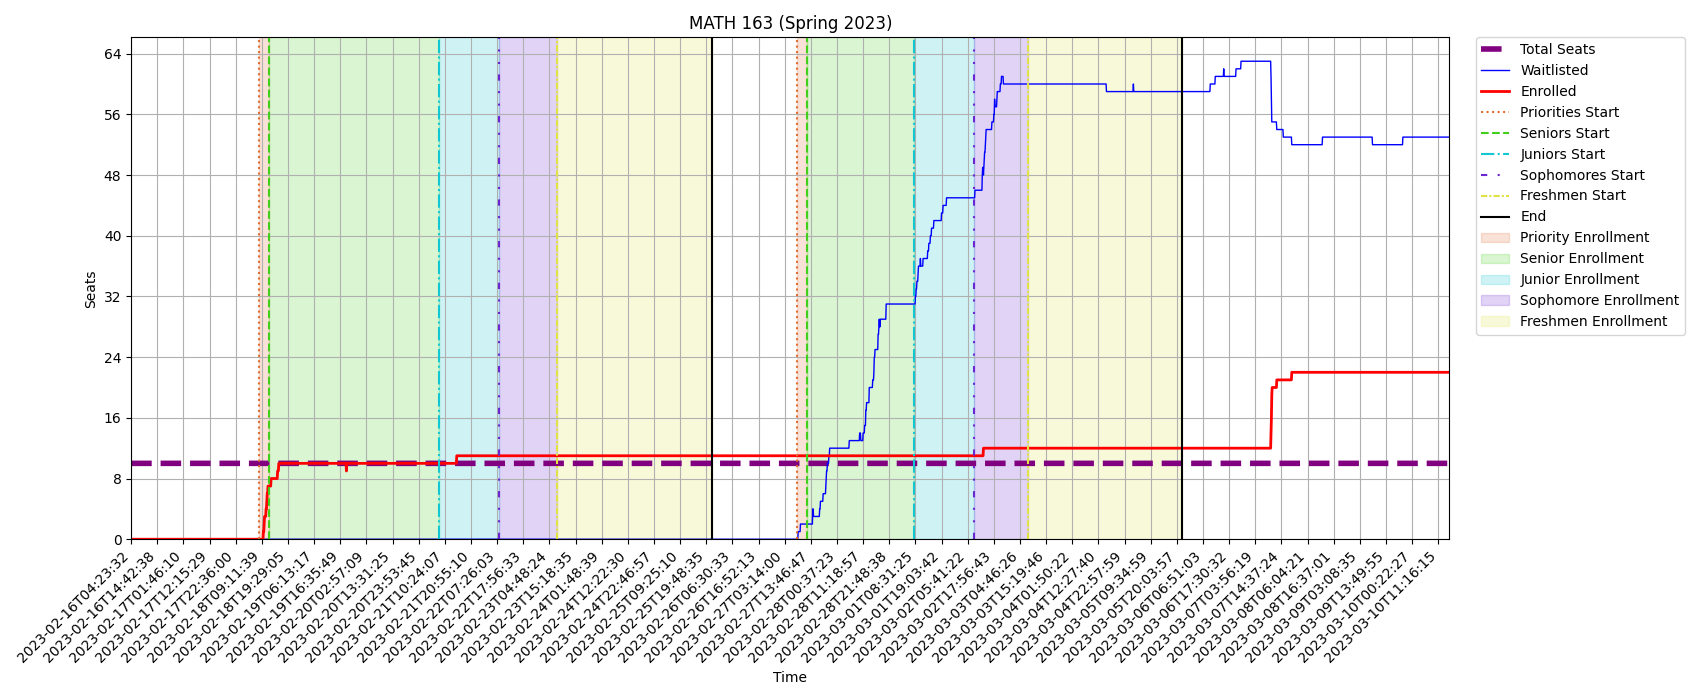 MATH 163 (Spring 2023)
Seats
64
56
48
40
32
24
16
8
0
2023-02-16T04:23:32
2023-02-16T14:42:38
2023-02-17T01:46:10
2023-02-17T12:15:29
2023-02-17T22:36:00
2023-02-18T09:11:39
2023-02-18T19:29:05
2023-02-19T06:13:17
2023-02-19T16:35:49
2023-02-20T02:57:09
2023-02-20T13:31:25
2023-02-20T23:53:45
2023-02-21T10:24:07
2023-02-21T20:55:10
2023-02-22T07:26:03
2023-02-22T17:56:33
2023-02-23T04:48:24
2023-02-23T15:18:35
2023-02-24T01:48:39
2023-02-24T12:22:30
2023-02-24T22:46:57
2023-02-25T09:25:10
2023-02-25T19:48:35
2023-02-26T06:30:33
2023-02-26T16:52:13
2023-02-27T03:14:00
2023-02-27T13:46:47
2023-02-28T00:37:23
2023-02-28T11:18:57
2023-02-28T21:48:38
2023-03-01T08:31:25
2023-03-01T19:03:42
2023-03-02T05:41:22
2023-03-02T17:56:43
2023-03-03T04:46:26
2023-03-03T15:19:46
2023-03-04T01:50:22
2023-03-04T12:27:40
2023-03-04T22:57:59
2023-03-05T09:34:59
2023-03-05T20:03:57
2023-03-06T06:51:03
2023-03-06T17:30:32
2023-03-07T03:56:19
2023-03-07T14:37:24
2023-03-08T06:04:21
2023-03-08T16:37:01
2023-03-09T03:08:35
2023-03-09T13:49:55
2023-03-10T00:22:27
2023-03-10T11:16:15
Time
Total Seats
Waitlisted
Enrolled
Priorities Start
Seniors Start
Juniors Start
Sophomores Start
Freshmen Start
End
Priority Enrollment
Senior Enrollment
Junior Enrollment
Sophomore Enrollment
Freshmen Enrollment